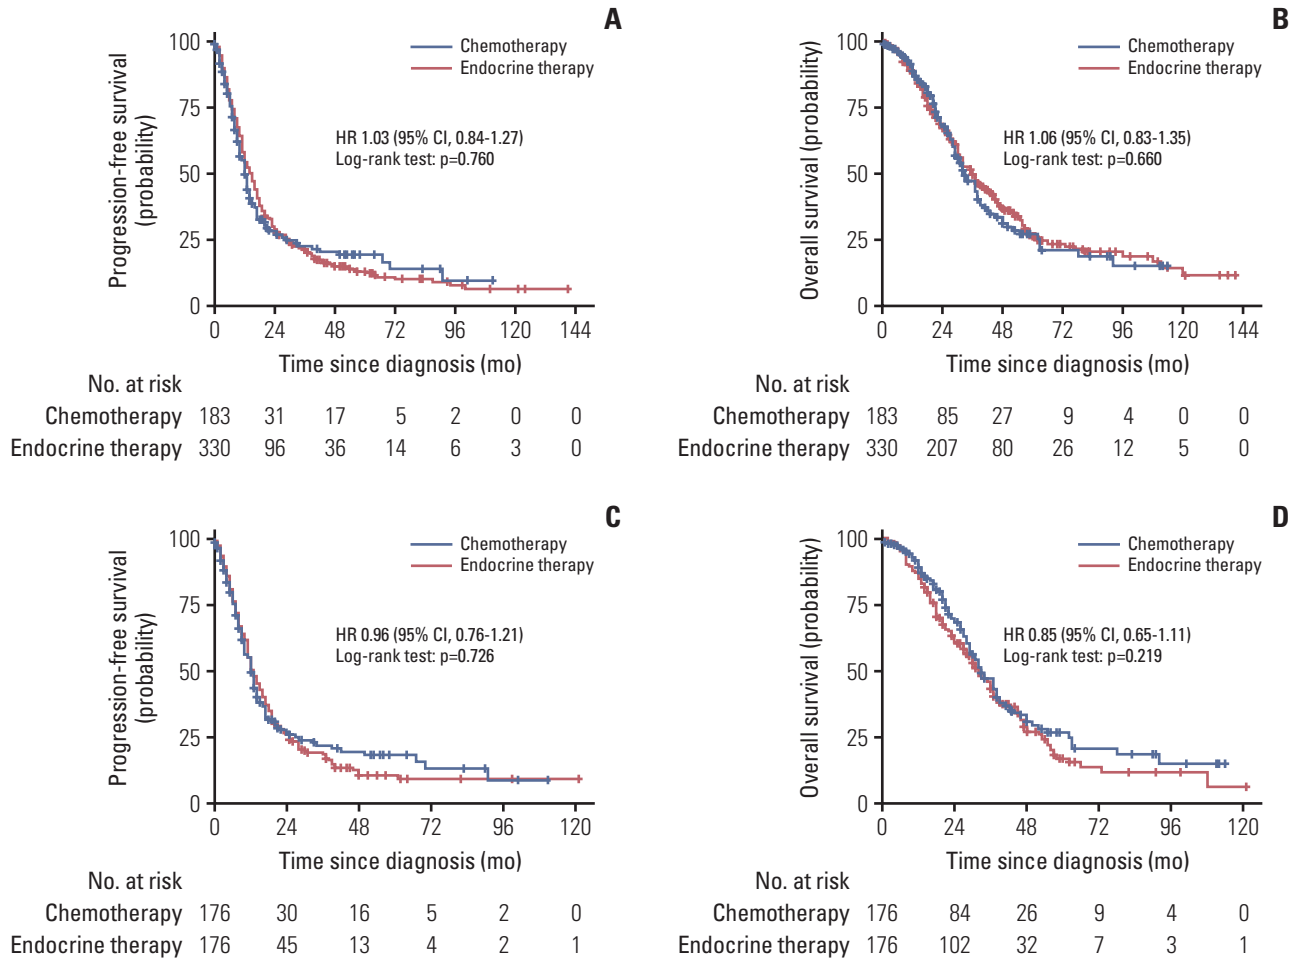 A
Progression-free survival
(probability)
100
75
50
25
0
Chemotherapy
Endocrine therapy
HR 1.03 (95% CI, 0.84-1.27)
Log-rank test: p=0.760
0 24 48 72 96 120 144
Time since diagnosis (mo)
No. at risk
Chemotherapy 183 31 17 5 2 0 0
Endocrine therapy 330 96 36 14 6 3 0
B
Overall survival (probability)
100
75
50
25
0
Chemotherapy
Endocrine therapy
HR 1.06 (95% CI, 0.83-1.35)
Log-rank test: p=0.660
0 24 48 72 96 120 144
Time since diagnosis (mo)
No. at risk
Chemotherapy 183 85 27 9 4 0 0
Endocrine therapy 330 207 80 26 12 5 0
C
Progression-free survival
(probability)
100
75
50
25
0
Chemotherapy
Endocrine therapy
HR 0.96 (95% CI, 0.76-1.21)
Log-rank test: p=0.726
0 24 48 72 96 120
Time since diagnosis (mo)
No. at risk
Chemotherapy 176 30 16 5 2 0
Endocrine therapy 176 45 13 4 2 1
D
Overall survival (probability)
100
75
50
25
0
Chemotherapy
Endocrine therapy
HR 0.85 (95% CI, 0.65-1.11)
Log-rank test: p=0.219
0 24 48 72 96 120
Time since diagnosis (mo)
No. at risk
Chemotherapy 176 84 26 9 4 0
Endocrine therapy 176 102 32 7 3 1